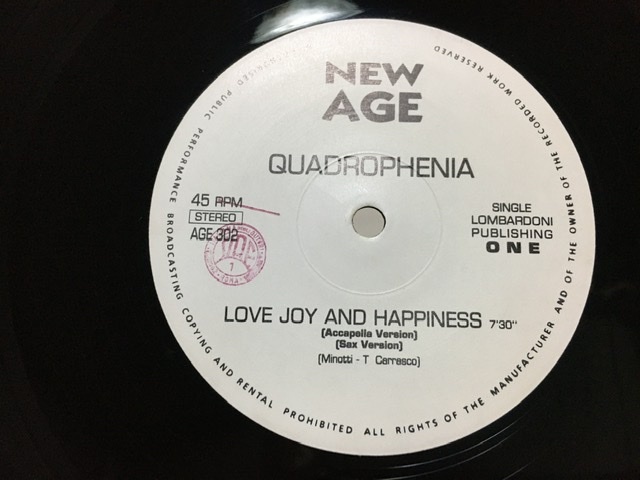 NEW
AGE
QUADROPHENIA
45 RPM
STEREO
AGE 302
SINGLE
LOMBARDONI
PUBLISHING
ONE
LOVE JOY AND HAPPINESS 7'30"
(Accapella Version)
(Sax Version)
(Minotti - T Carrasco)
PUBLIC PERFORMANCE BROADCASTING COPYING AND RENTAL PROHIBITED ALL RIGHTS OF THE MANUFACTURER AND OF THE OWNER OF THE RECORDED WORK RESERVED